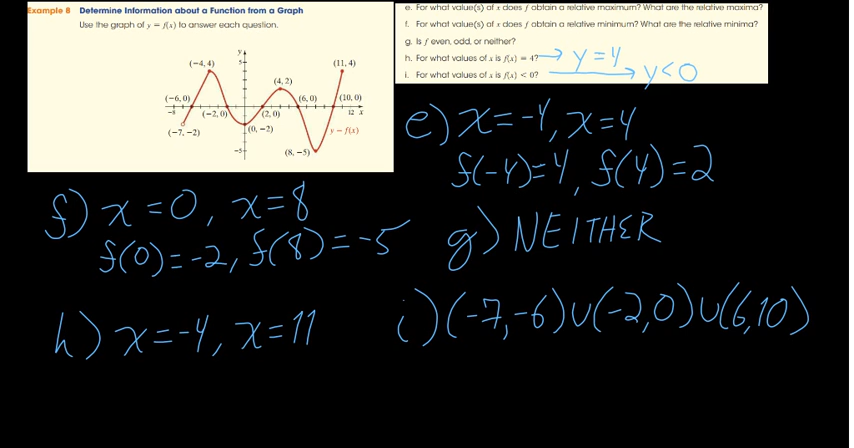 Example 8 Determine Information about a Function from a Graph
Use the graph of y = f(x) to answer each question.
y
5
(−4, 4)
(11, 4)
(4, 2)
(−6, 0)
(6, 0)
(10, 0)
(−2, 0)
(2, 0)
12 x
(−7, −2)
(0, −2)
y = f(x)
−5
(8, −5)
e. For what value(s) of x does f obtain a relative maximum? What are the relative maxima?
f. For what value(s) of x does f obtain a relative minimum? What are the relative minima?
g. Is f even, odd, or neither?
h. For what values of x is f(x) = 4? → y = 4
i. For what values of x is f(x) < 0? → y < 0
e) x = -4, x = 4
f(-4) = 4, f(4) = 2
f) x = 0, x = 8
f(0) = -2, f(8) = -5
g) NEITHER
h) x = -4, x = 11
i) (-7, -6) ∪ (-2, 0) ∪ (6, 10)